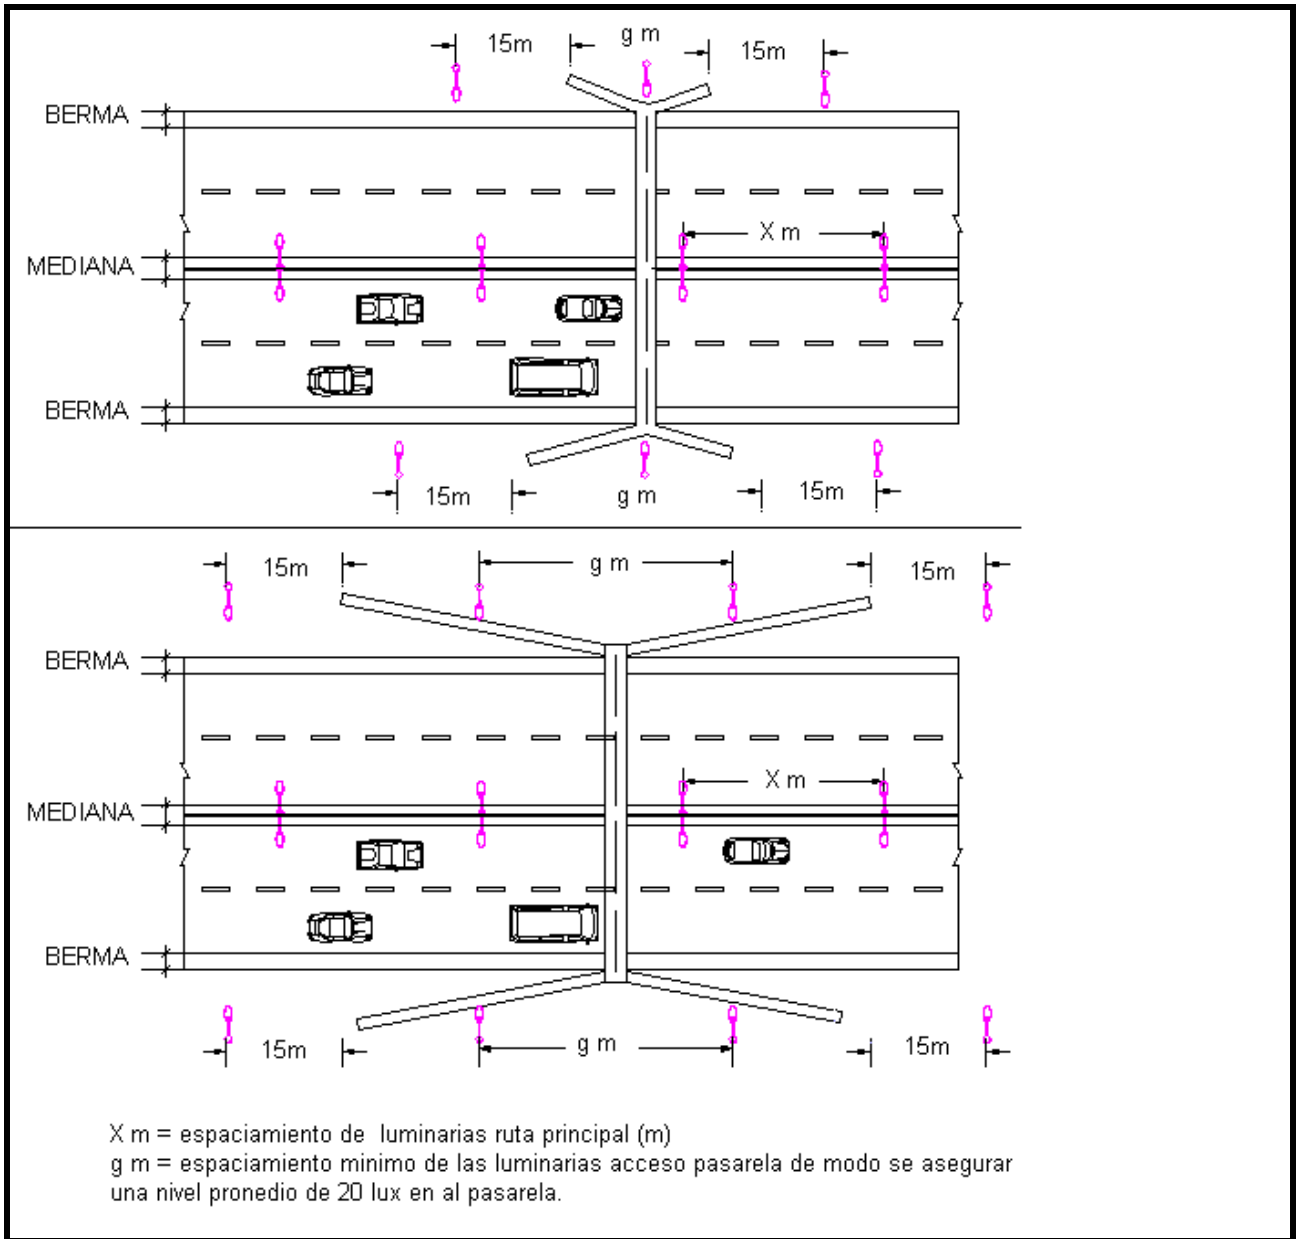 15m g m 15m
BERMA
X m
MEDIANA
BERMA
15m g m 15m
15m g m 15m
BERMA
X m
MEDIANA
BERMA
15m g m 15m
X m = espaciamiento de luminarias ruta principal (m)
g m = espaciamiento minimo de las luminarias acceso pasarela de modo se asegurar
una nivel pronedio de 20 lux en al pasarela.